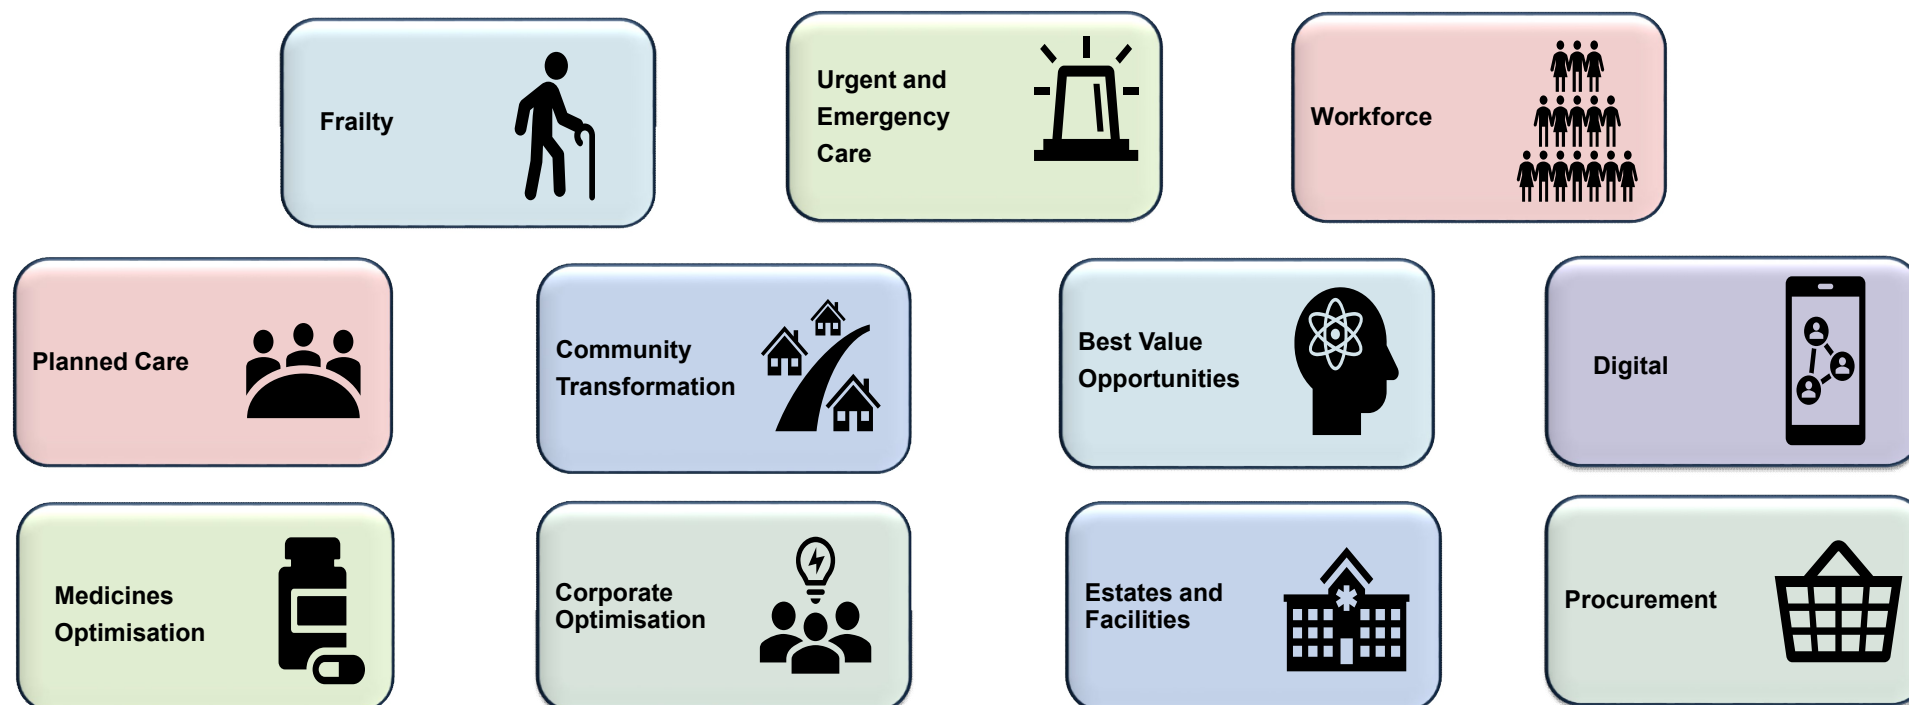 Frailty
Urgent and
Emergency
Care
Workforce
Planned Care
Community
Transformation
Best Value
Opportunities
Digital
Medicines
Optimisation
Corporate
Optimisation
Estates and
Facilities
Procurement